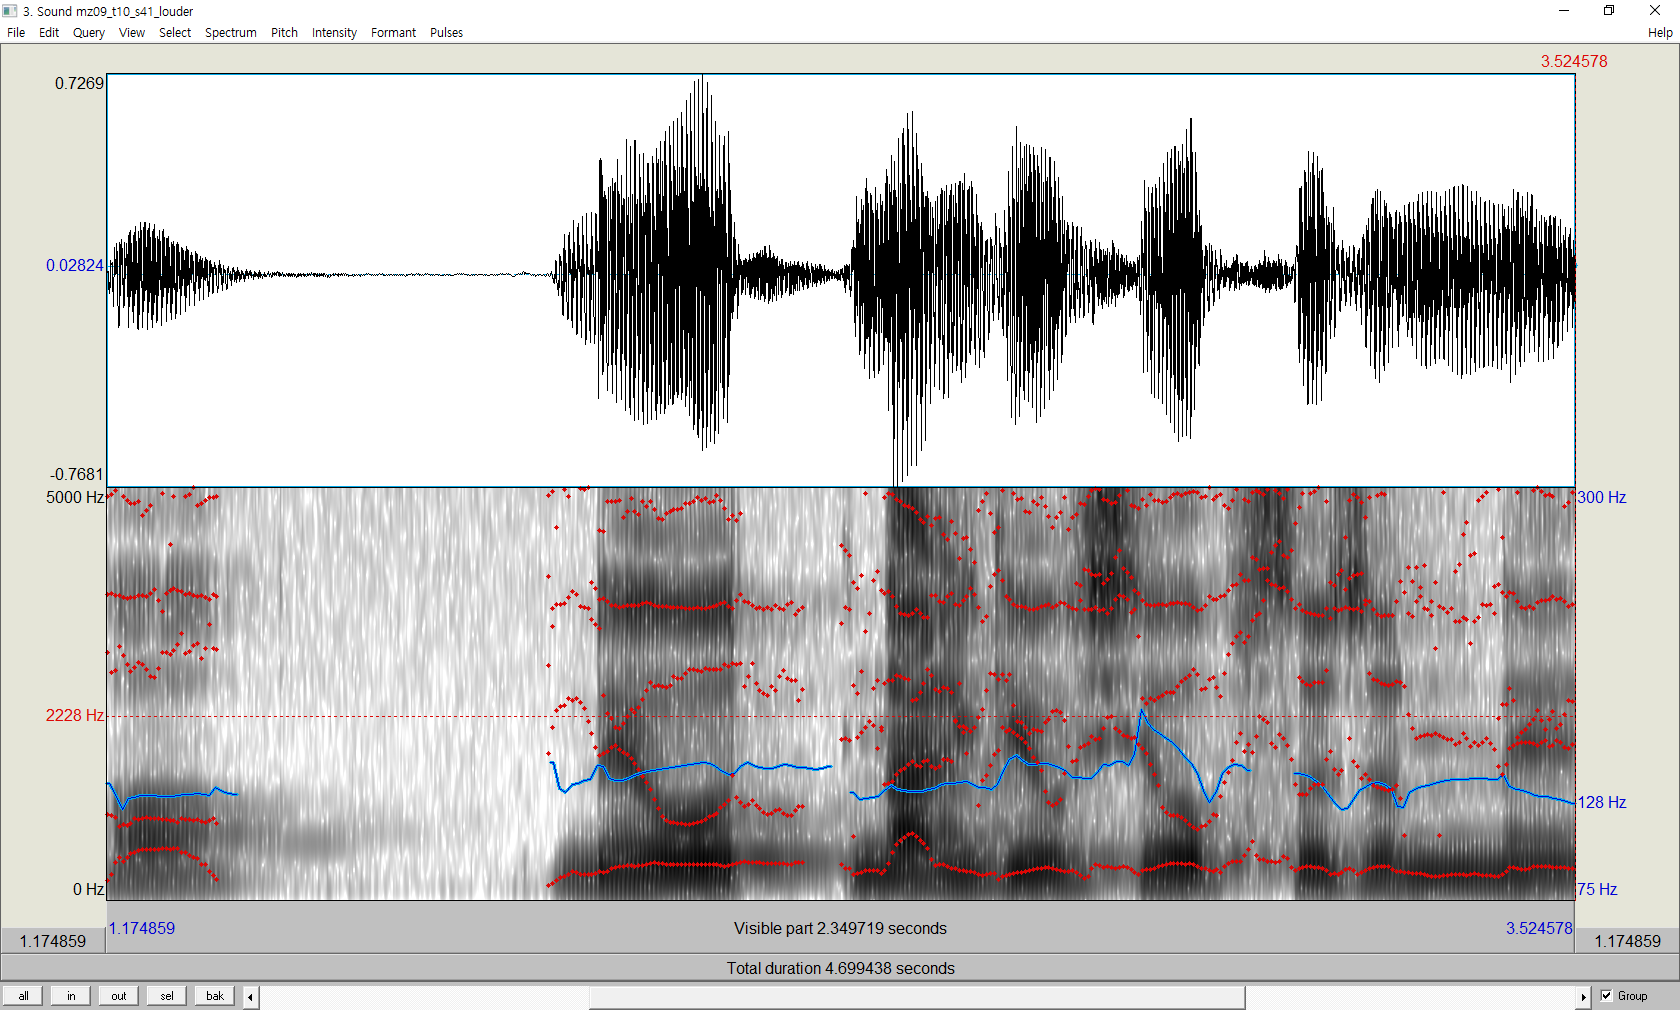 3. Sound mz09_t10_s41_louder
File Edit Query View Select Spectrum Pitch Intensity Formant Pulses Help
3.524578
0.7269
0.02824
-0.7681
5000 Hz 300 Hz
2228 Hz
128 Hz
0 Hz 75 Hz
1.174859 Visible part 2.349719 seconds 3.524578
1.174859 1.174859
Total duration 4.699438 seconds
all in out sel bak Group